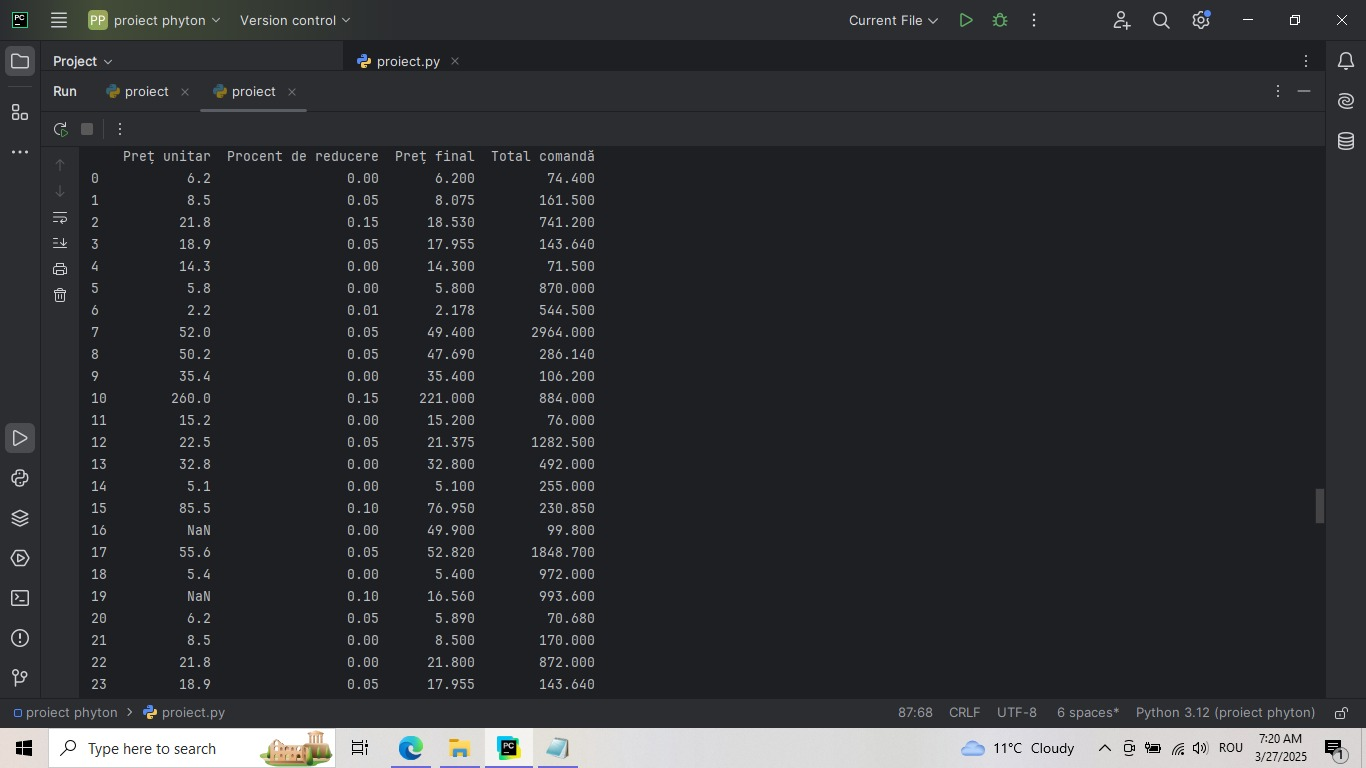 PC PP proiect phyton Version control Current File
Project proiect.py
Run proiect proiect
Preț unitar Procent de reducere Preț final Total comandă
0 6.2 0.00 6.200 74.400
1 8.5 0.05 8.075 161.500
2 21.8 0.15 18.530 741.200
3 18.9 0.05 17.955 143.640
4 14.3 0.00 14.300 71.500
5 5.8 0.00 5.800 870.000
6 2.2 0.01 2.178 544.500
7 52.0 0.05 49.400 2964.000
8 50.2 0.05 47.690 286.140
9 35.4 0.00 35.400 106.200
10 260.0 0.15 221.000 884.000
11 15.2 0.00 15.200 76.000
12 22.5 0.05 21.375 1282.500
13 32.8 0.00 32.800 492.000
14 5.1 0.00 5.100 255.000
15 85.5 0.10 76.950 230.850
16 NaN 0.00 49.900 99.800
17 55.6 0.05 52.820 1848.700
18 5.4 0.00 5.400 972.000
19 NaN 0.10 16.560 993.600
20 6.2 0.05 5.890 70.680
21 8.5 0.00 8.500 170.000
22 21.8 0.00 21.800 872.000
23 18.9 0.05 17.955 143.640
proiect phyton > proiect.py 87:68 CRLF UTF-8 6 spaces* Python 3.12 (proiect phyton)
Type here to search PC 11°C Cloudy ROU 7:20 AM
3/27/2025 1